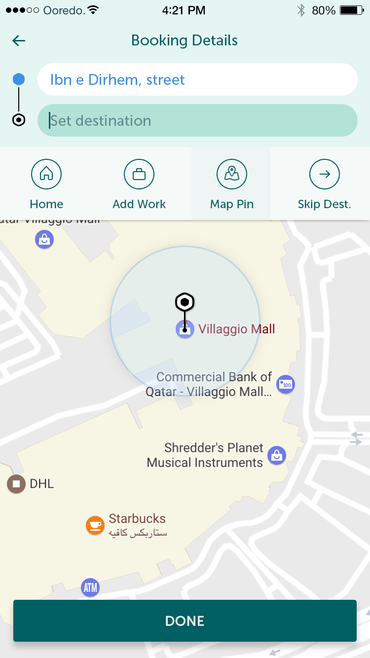 Ooredo.
4:21 PM
80%
Booking Details
Ibn e Dirhem, street
Set destination
Home
Add Work
Map Pin
Skip Dest.
atar Villaggio Mall
Villaggio Mall
Commercial Bank of
Qatar - Villaggio Mall...
Shredder's Planet
Musical Instruments
DHL
Starbucks
ستاربكس كافيه
ATM
DONE